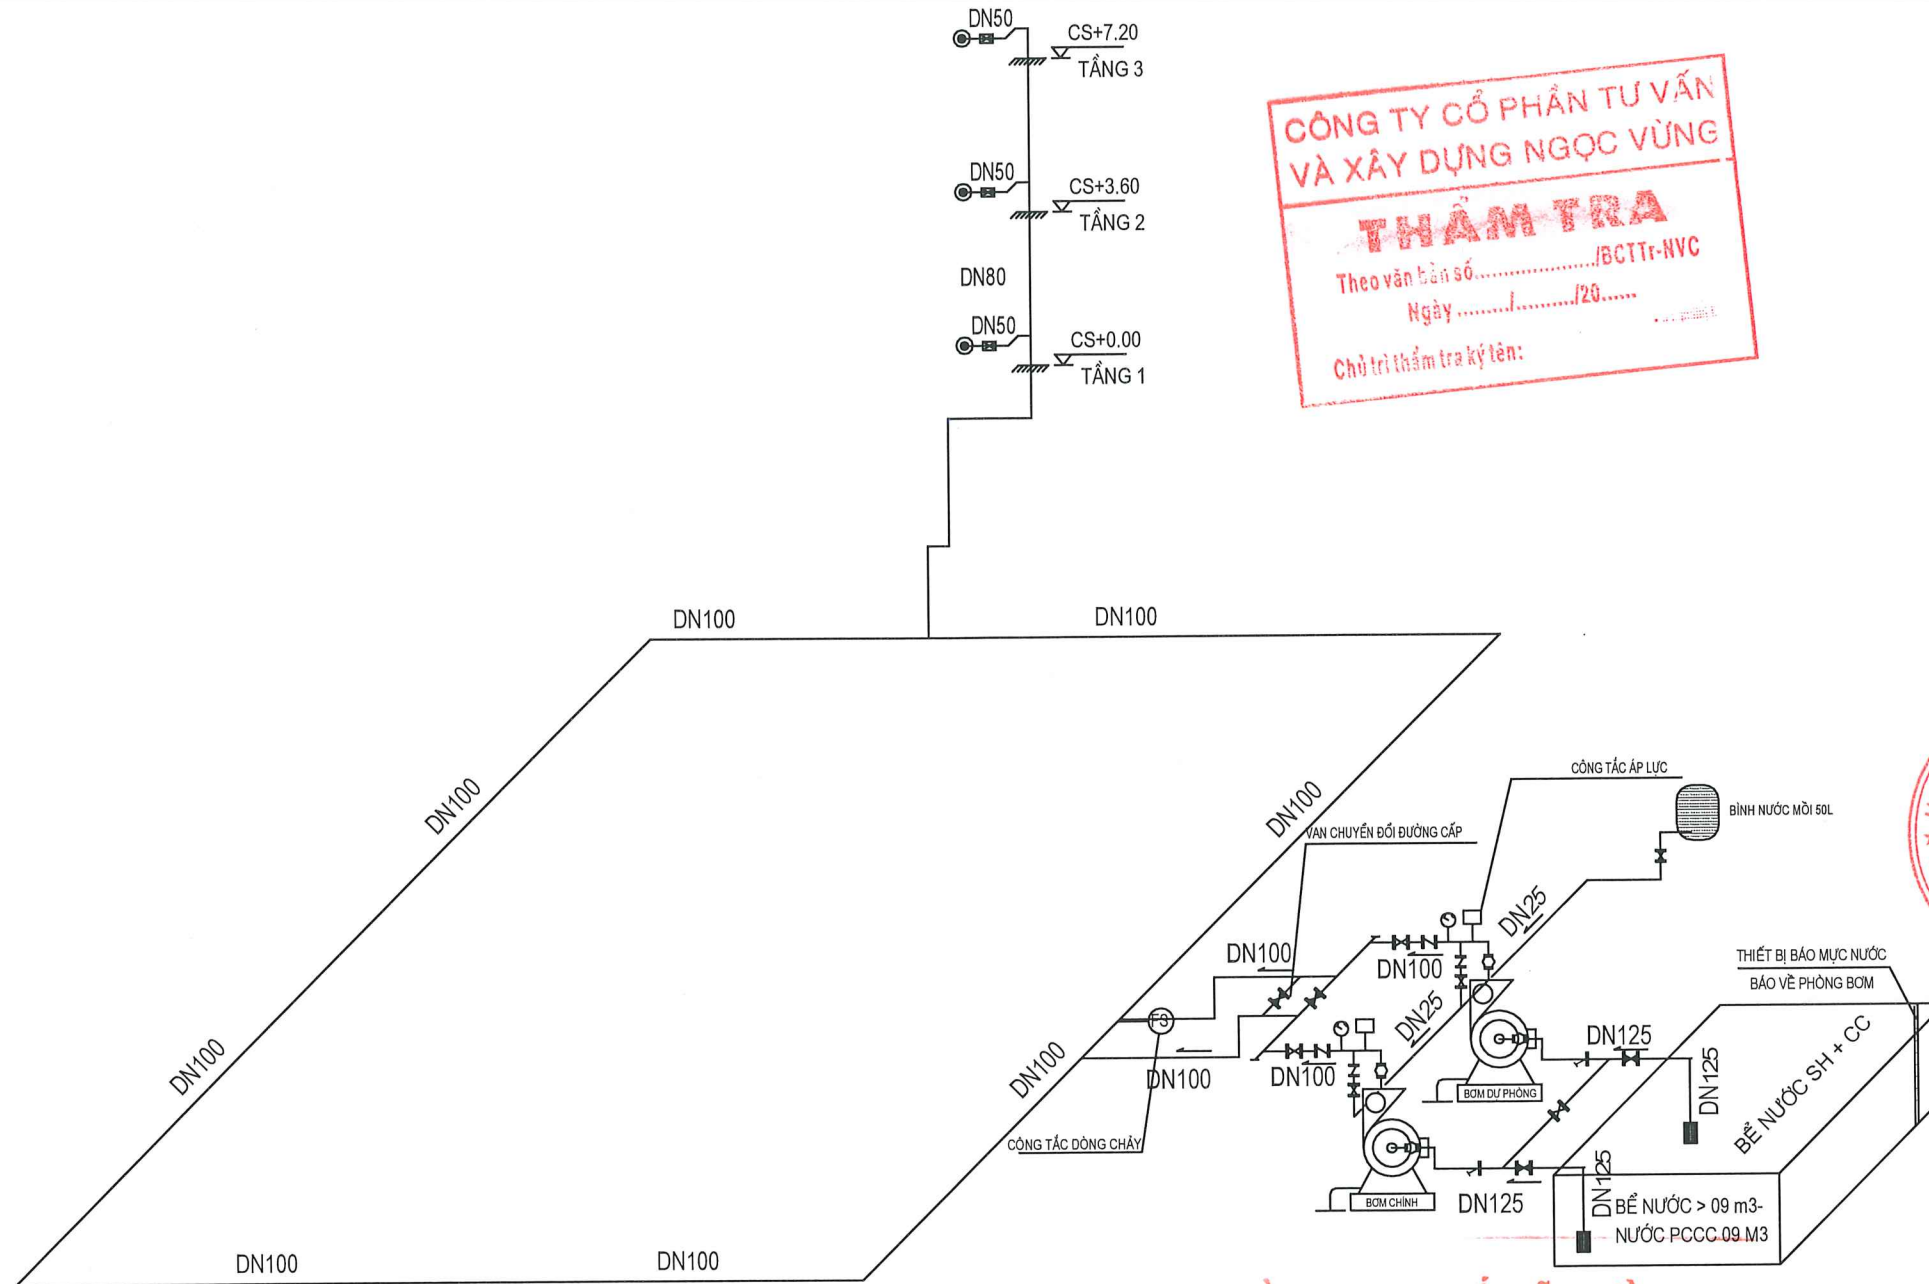 DN50
CS+7.20
TẦNG 3
DN50
CS+3.60
TẦNG 2
DN80
DN50
CS+0.00
TẦNG 1
CÔNG TY CỔ PHẦN TƯ VẤN
VÀ XÂY DỰNG NGỌC VỪNG
THẨM TRA
Theo văn bản số..................../BCTTr-NVC
Ngày ........./........../20......
Chủ trì thẩm tra ký tên:
DN100
DN100
DN100
DN100
CÔNG TẮC ÁP LỰC
BÌNH NƯỚC MỒI 50L
VAN CHUYỂN ĐỔI ĐƯỜNG CẤP
DN25
DN100
DN100
THIẾT BỊ BÁO MỰC NƯỚC
BÁO VỀ PHÒNG BƠM
DN25
FS
DN125
DN100
DN100
DN100
DN100
BƠM DỰ PHÒNG
DN125
BỂ NƯỚC SH + CC
CÔNG TẮC DÒNG CHẢY
BƠM CHÍNH
DN125
DN125
BỂ NƯỚC > 09 m3-
NƯỚC PCCC 09 M3
DN100
DN100